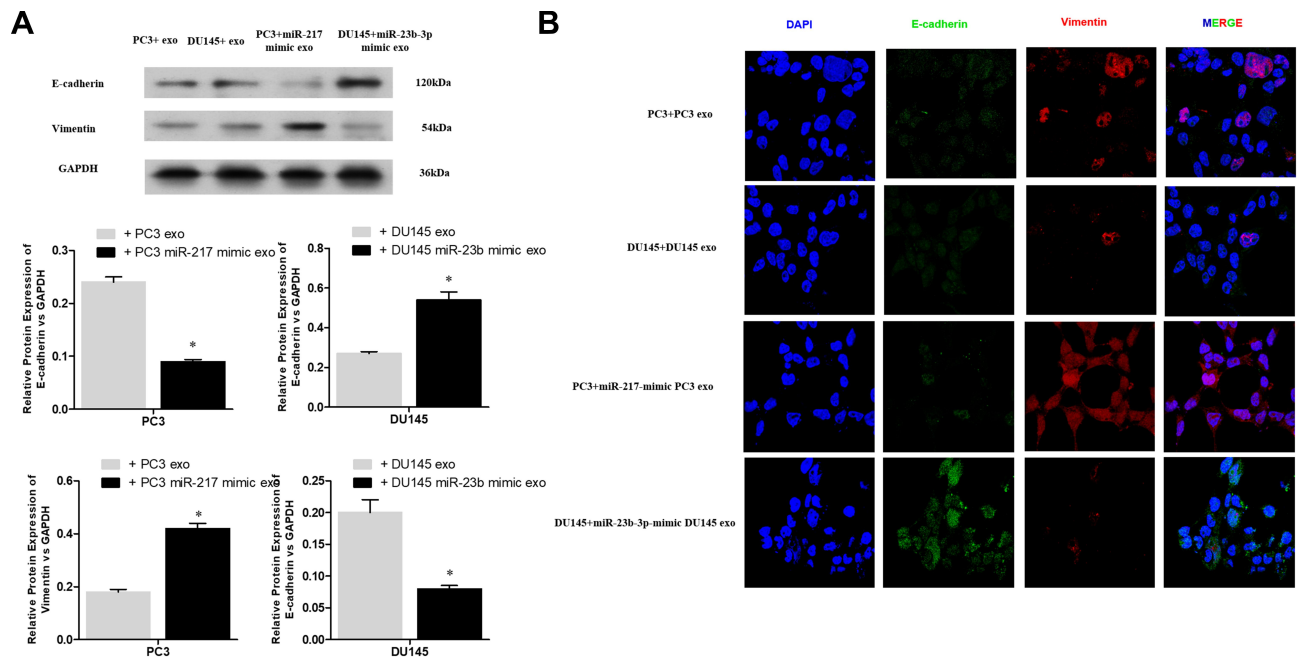 A
PC3+ exo
DU145+ exo
PC3+miR-217
mimic exo
DU145+miR-23b-3p
mimic exo
E-cadherin
120kDa
Vimentin
54kDa
GAPDH
36kDa
Relative Protein Expression of
E-cadherin vs GAPDH
+ PC3 exo
+ PC3 miR-217 mimic exo
0.3
0.2
0.1
0.0
*
PC3
Relative Protein Expression of
E-cadherin vs GAPDH
+ DU145 exo
+ DU145 miR-23b mimic exo
0.8
0.6
0.4
0.2
0.0
*
DU145
Relative Protein Expression of
Vimentin vs GAPDH
+ PC3 exo
+ PC3 miR-217 mimic exo
0.6
0.4
0.2
0.0
*
PC3
Relative Protein Expression of
E-cadherin vs GAPDH
+ DU145 exo
+ DU145 miR-23b mimic exo
0.25
0.20
0.15
0.10
0.05
0.00
*
DU145
B
DAPI
E-cadherin
Vimentin
MERGE
PC3+PC3 exo
DU145+DU145 exo
PC3+miR-217-mimic PC3 exo
DU145+miR-23b-3p-mimic DU145 exo